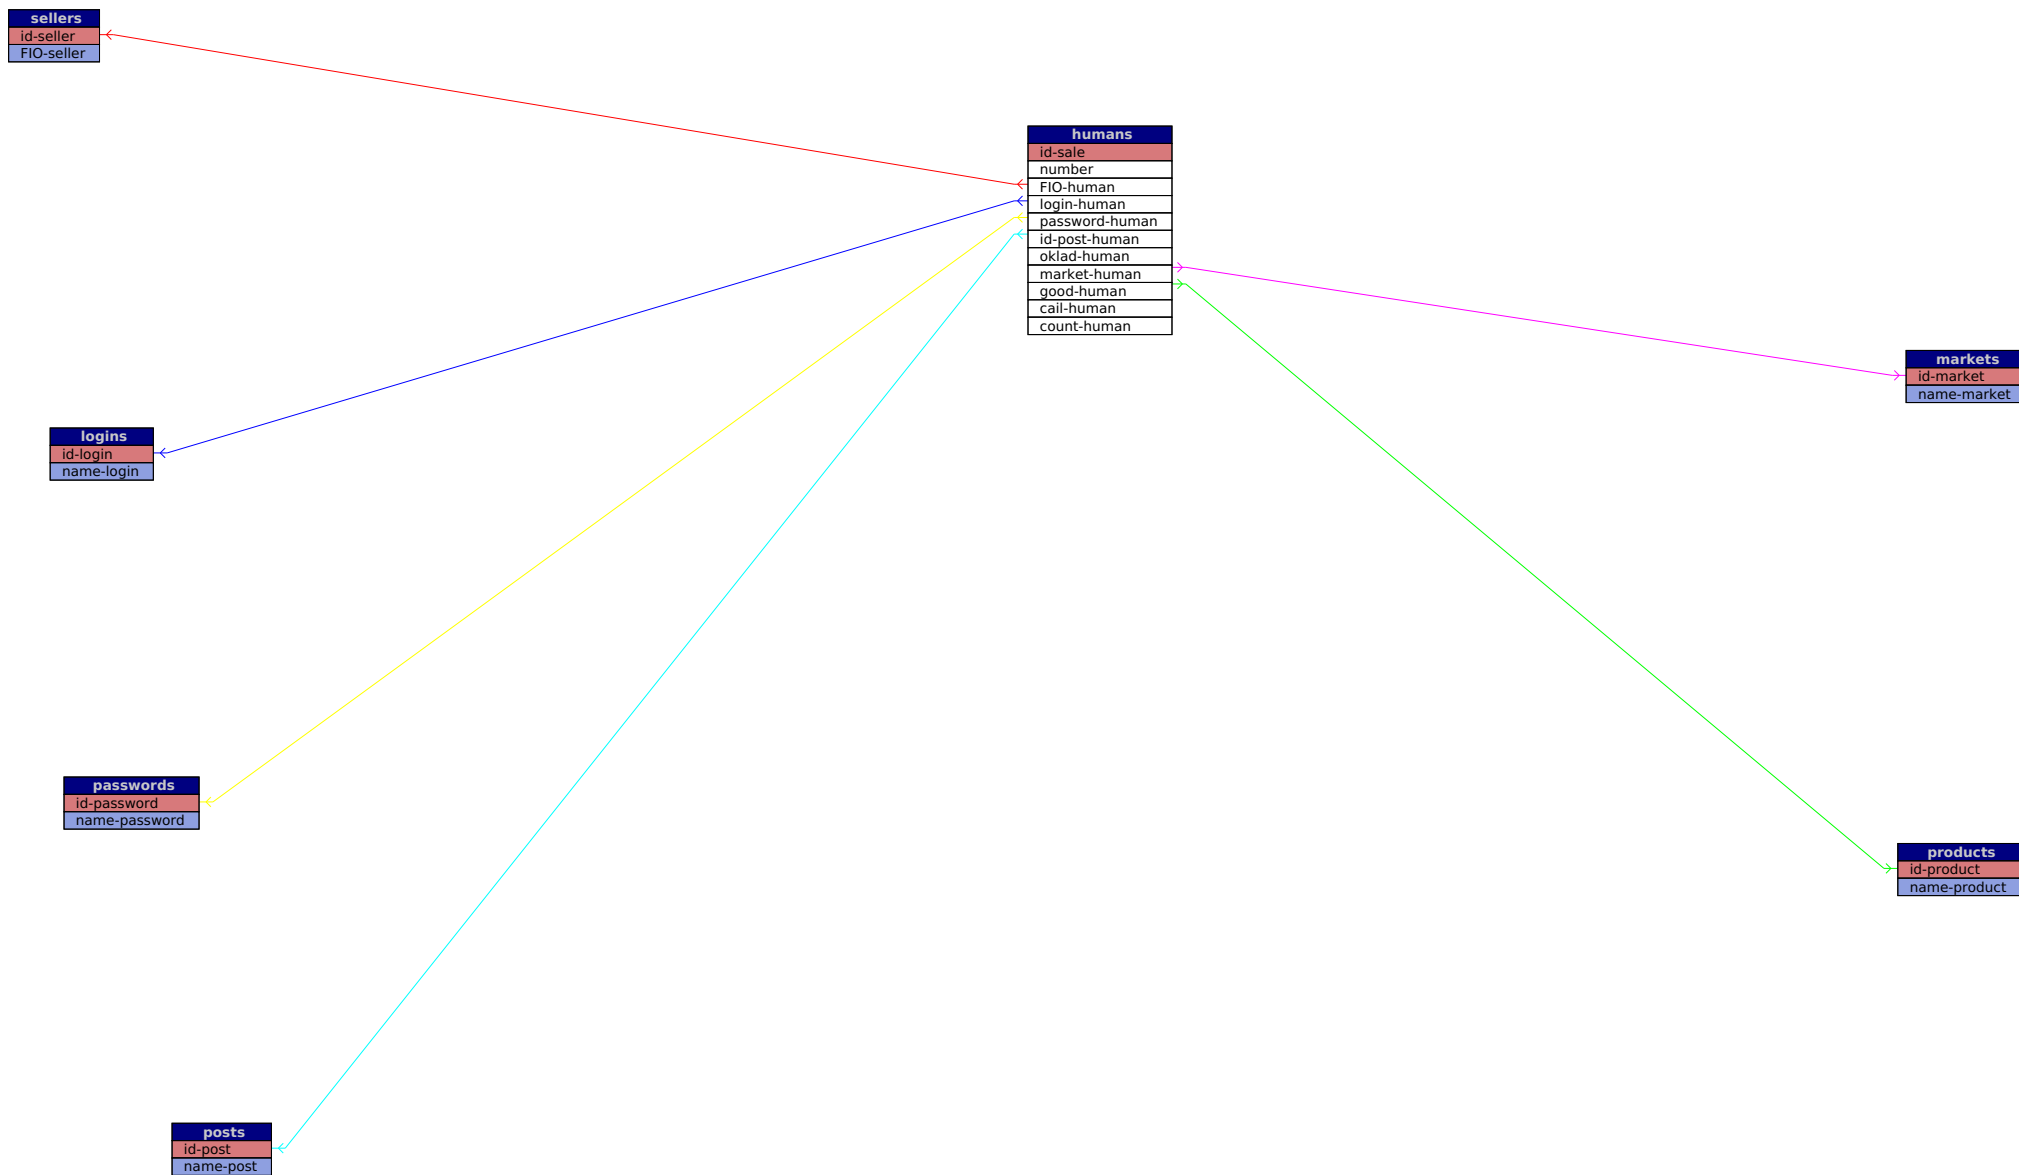 sellers
id-seller
FIO-seller
humans
id-sale
number
FIO-human
login-human
password-human
id-post-human
oklad-human
market-human
good-human
cail-human
count-human
markets
id-market
name-market
logins
id-login
name-login
passwords
id-password
name-password
products
id-product
name-product
posts
id-post
name-post